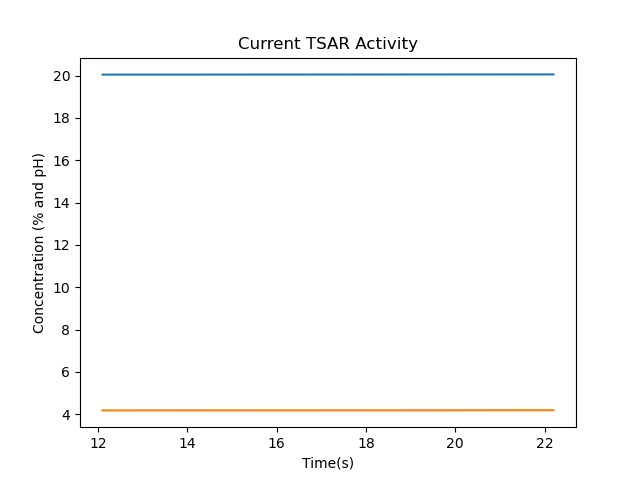 Current TSAR Activity
20
18
16
14
12
10
8
6
4
Concentration (% and pH)
12 14 16 18 20 22
Time(s)